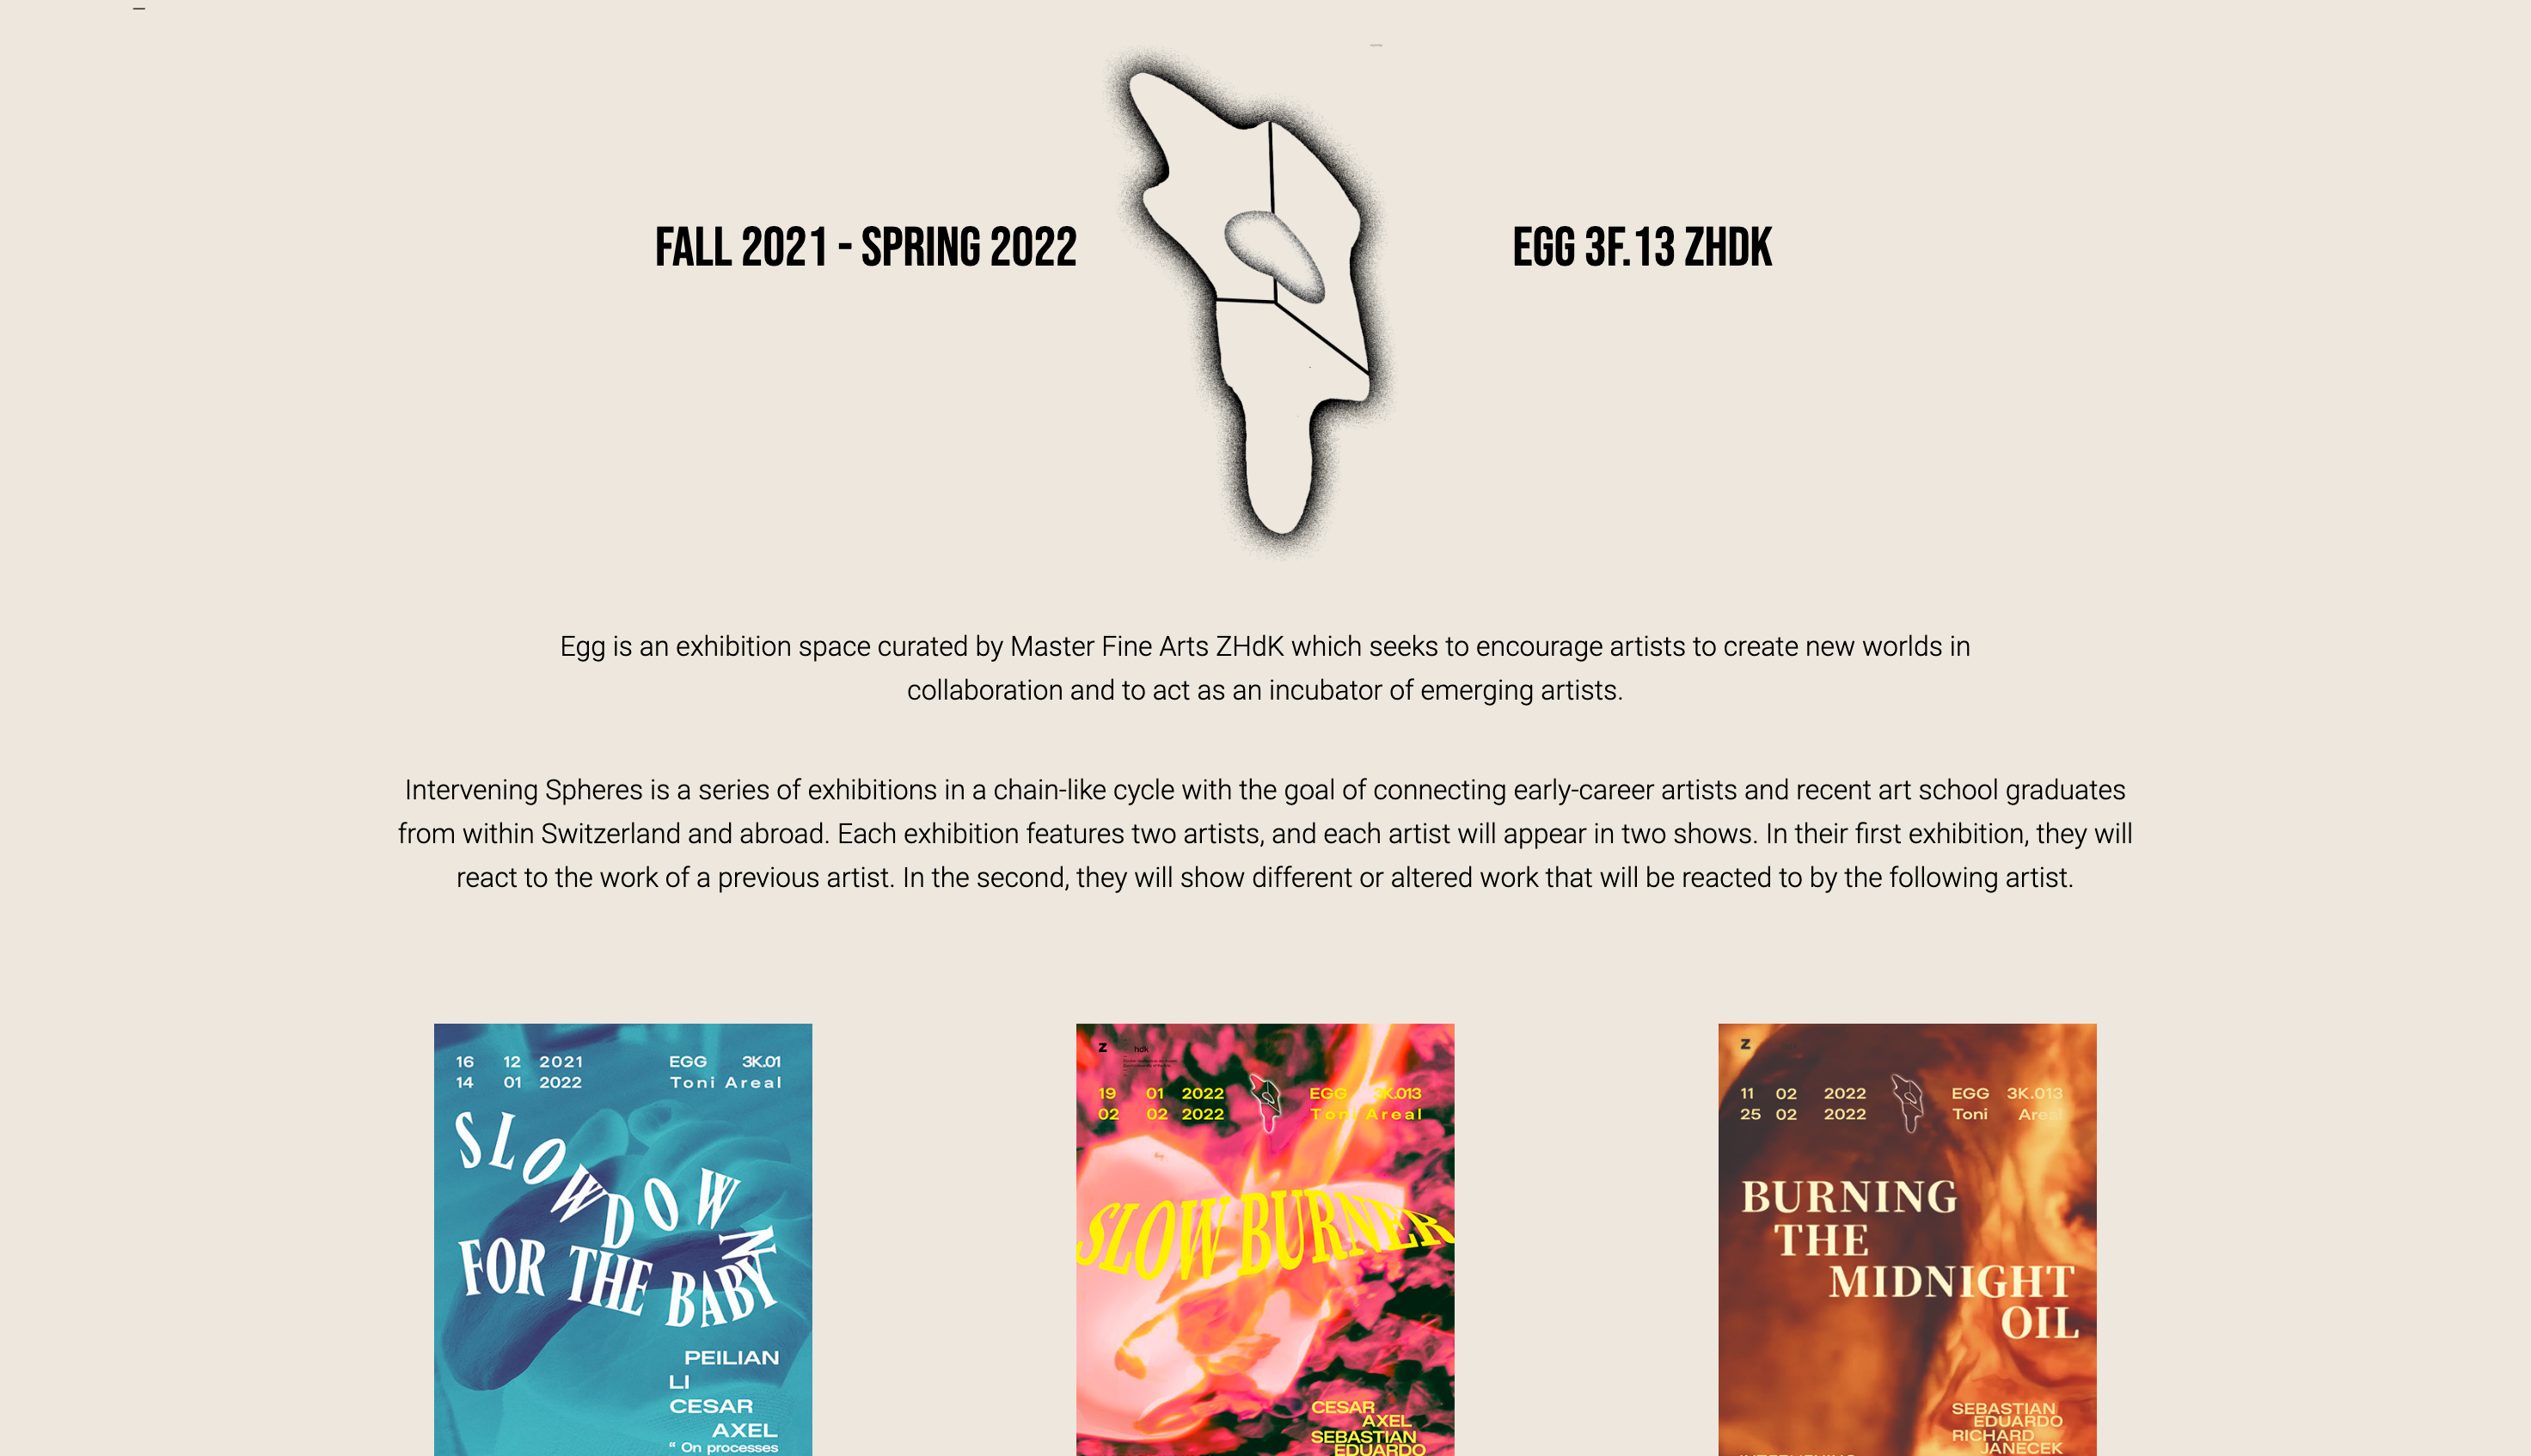 FALL 2021 - SPRING 2022
EGG 3F.13 ZHDK
Egg is an exhibition space curated by Master Fine Arts ZHdK which seeks to encourage artists to create new worlds in
collaboration and to act as an incubator of emerging artists.
Intervening Spheres is a series of exhibitions in a chain-like cycle with the goal of connecting early-career artists and recent art school graduates
from within Switzerland and abroad. Each exhibition features two artists, and each artist will appear in two shows. In their first exhibition, they will
react to the work of a previous artist. In the second, they will show different or altered work that will be reacted to by the following artist.
16 12 2021 EGG 3K.01
14 01 2022 Toni Areal
SLOW DOWN
FOR THE BABY
PEILIAN
LI
CESAR
AXEL
“ On processes
Z hdk
19 01 2022 EGG 3K.013
02 02 2022 Toni Areal
SLOW BURNER
CESAR
AXEL
SEBASTIAN
EDUARDO
Z
11 02 2022 EGG 3K.013
25 02 2022 Toni Areal
BURNING
THE
MIDNIGHT
OIL
SEBASTIAN
EDUARDO
RICHARD
JANECEK